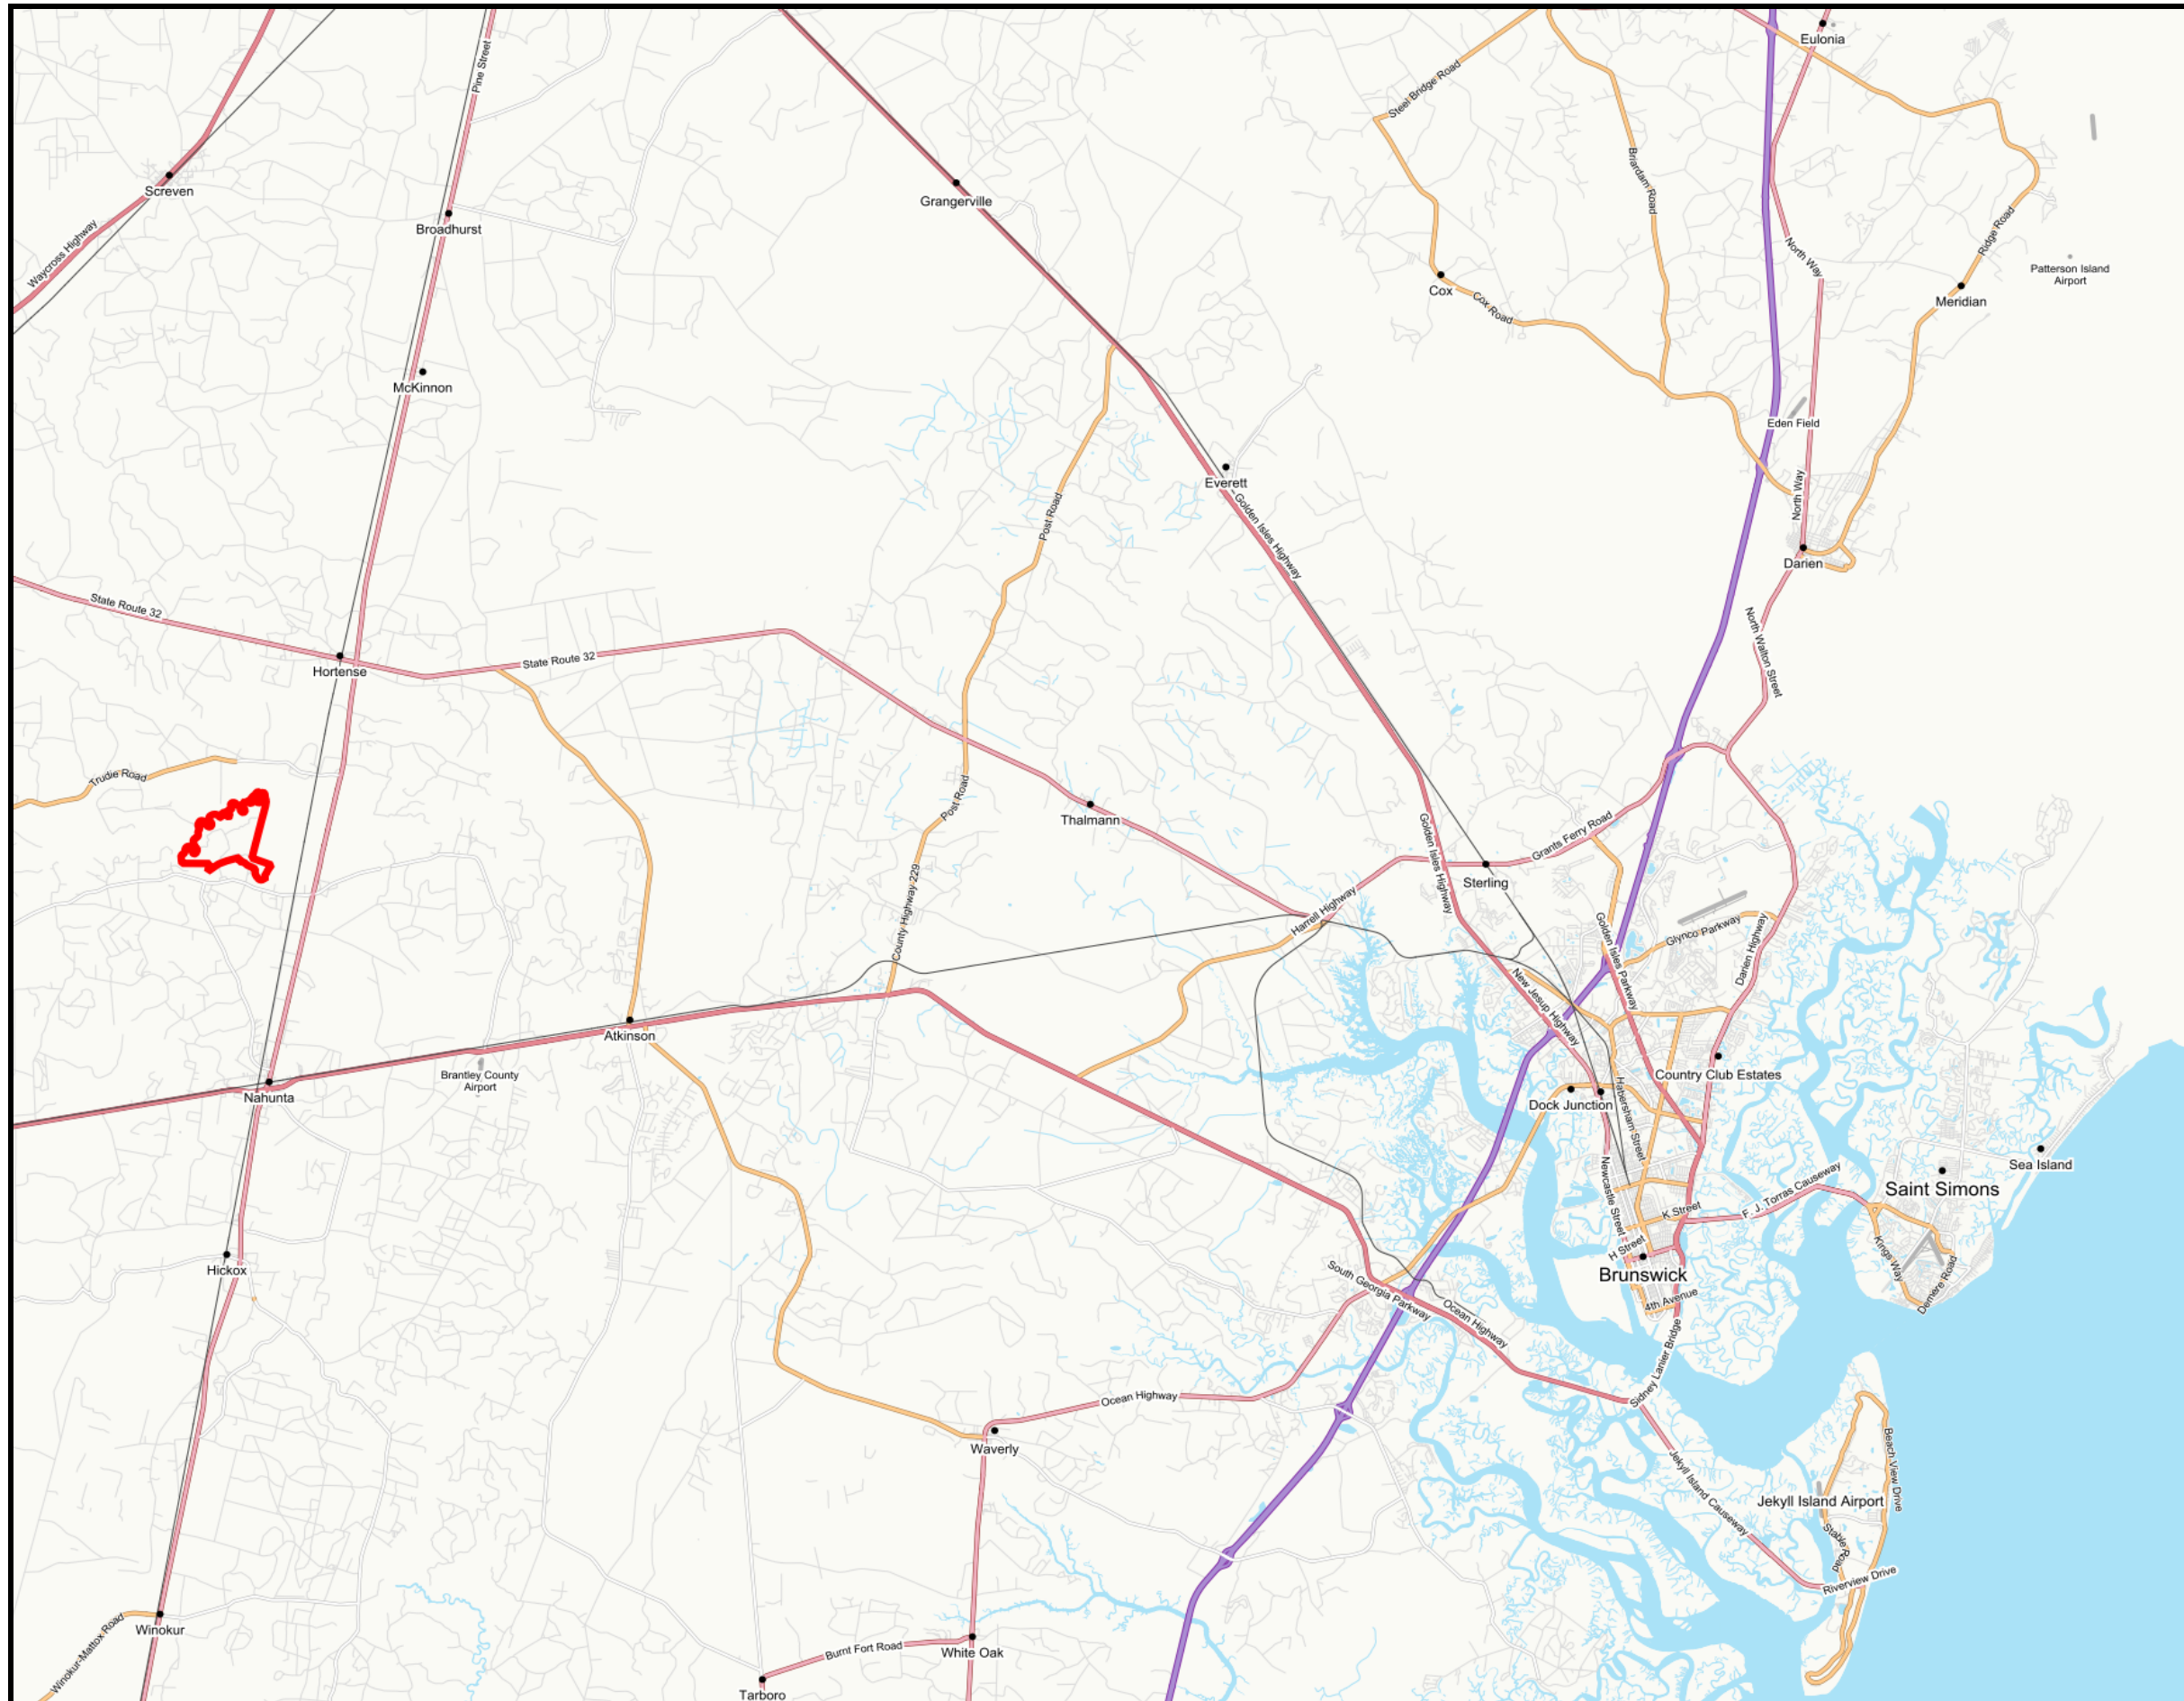 Eulonia
Pine Street
Steel Bridge Road
Screven
Grangerville
Broadhurst
Briardam Road
Waycross Highway
North Way
Ridge Road
Patterson Island
Airport
Cox
Cox Road
Meridian
McKinnon
Eden Field
Everett
Golden Isles Highway
Post Road
North Way
Darien
State Route 32
North Walton Street
State Route 32
Hortense
Trudie Road
Post Road
Thalmann
Golden Isles Highway
Grants Ferry Road
Sterling
County Highway 229
Harrell Highway
Golden Isles Parkway
Glynco Parkway
Darien Highway
New Jesup Highway
Atkinson
Brantley County
Airport
Nahunta
Country Club Estates
Dock Junction
Habersham Street
Sea Island
Saint Simons
Newcastle Street
F. J. Torras Causeway
K Street
H Street
Kings Way
Hickox
Brunswick
South Georgia Parkway
Ocean Highway
4th Avenue
Demere Road
Sidney Lanier Bridge
Ocean Highway
Waverly
Beach View Drive
Jekyll Island Causeway
Jekyll Island Airport
Stable Road
Riverview Drive
Winokur-Mattox Road
Winokur
Burnt Fort Road
White Oak
Tarboro